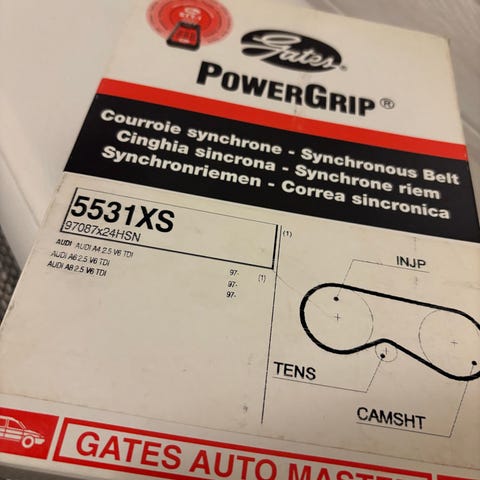 Gates
POWERGRIP®
Courroie synchrone - Synchronous Belt
Cinghia sincrona - Synchrone riem
Synchronriemen - Correa sincronica
5531XS
97087x24HSN
(1)
AUDI AUDI A4 2.5 V6 TDI 97- (1)
AUDI A6 2.5 V6 TDI 97-
AUDI A8 2.5 V6 TDI 97-
INJP
TENS
CAMSHT
GATES AUTO